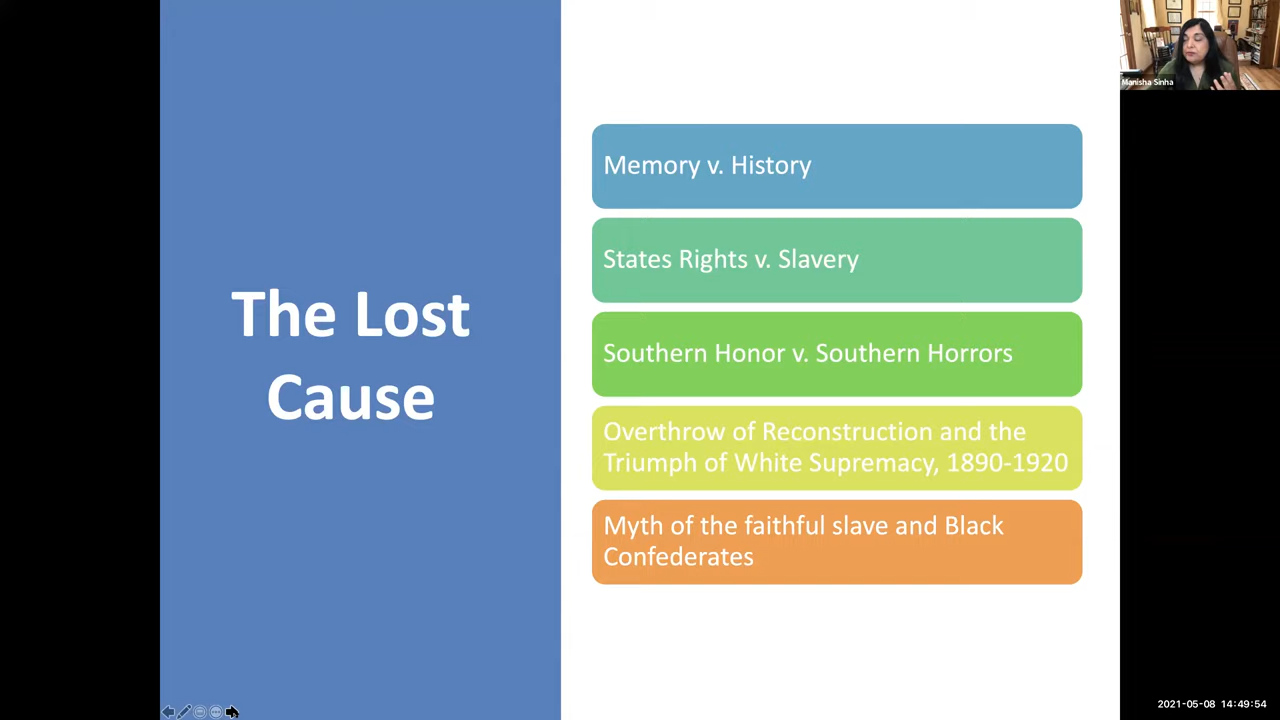 The Lost
Cause
Memory v. History
States Rights v. Slavery
Southern Honor v. Southern Horrors
Overthrow of Reconstruction and the
Triumph of White Supremacy, 1890-1920
Myth of the faithful slave and Black
Confederates
Manisha Sinha
2021-05-08 14:49:54